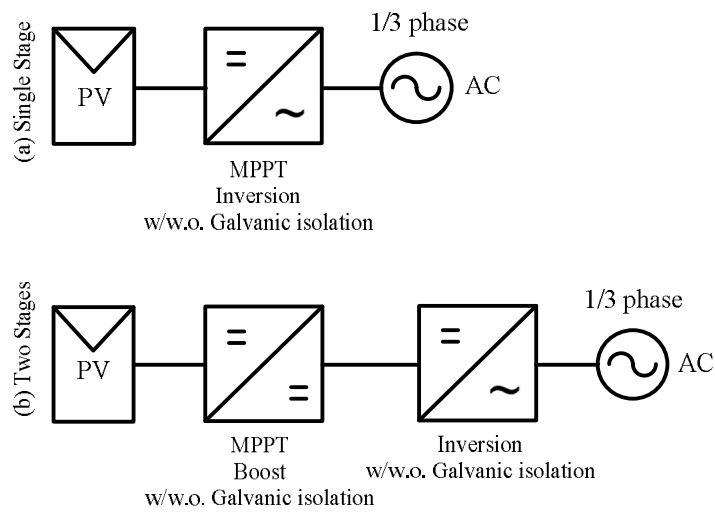 (a) Single Stage
PV
MPPT
Inversion
w/w.o. Galvanic isolation
1/3 phase
AC
(b) Two Stages
PV
MPPT
Boost
w/w.o. Galvanic isolation
Inversion
w/w.o. Galvanic isolation
1/3 phase
AC